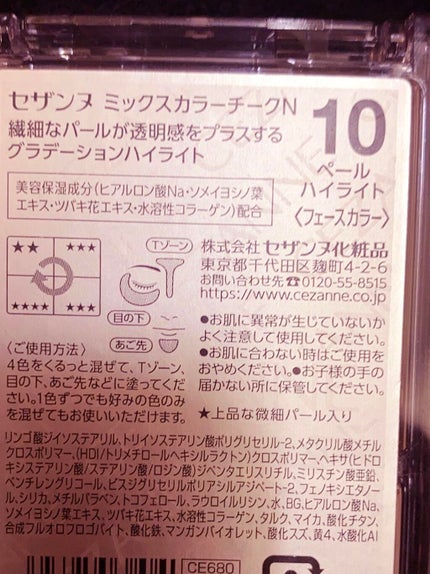 セザンヌ ミックスカラーチークN
繊細なパールが透明感をプラスする
グラデーションハイライト
10
ペール
ハイライト
〈フェースカラー〉
美容保湿成分(ヒアルロン酸Na・ソメイヨシノ葉
エキス・ツバキ花エキス・水溶性コラーゲン)配合
★★ ★★★
★★★★ ★★★
Tゾーン
目の下
あご先
株式会社 セザンヌ化粧品
東京都千代田区麹町4-2-6
お問い合わせ先 ☎0120-55-8515
https://www.cezanne.co.jp
●お肌に異常が生じていないか
よく注意して使用してください。
●お肌に合わない時はご使用を
おやめください。●お子様の手の
届かない所に保管してください。
〈ご使用方法〉
4色をくるっと混ぜて、Tゾーン、
目の下、あご先などに塗ってくだ
さい。1色ずつでも好みの色のみ
を混ぜてもお使いいただけます。
★上品な微細パール入り
リンゴ酸ジイソステアリル、トリイソステアリン酸ポリグリセリル-2、メタクリル酸メチル
クロスポリマー、(HDI/トリメチロールヘキシルラクトン)クロスポリマー、ヘキサ(ヒドロ
キシステアリン酸/ステアリン酸/ロジン酸)ジペンタエリスリチル、ミリスチン酸亜鉛、
ペンチレングリコール、ビスジグリセリルポリアシルアジペート-2、フェノキシエタノ
ール、シリカ、メチルパラベン、トコフェロール、ラウロイルリシン、水、BG、ヒアルロン酸Na、
ソメイヨシノ葉エキス、ツバキ花エキス、水溶性コラーゲン、タルク、マイカ、酸化チタン、
合成フルオロフロゴパイト、酸化鉄、マンガンバイオレット、酸化スズ、黄4、水酸化Al
CE680